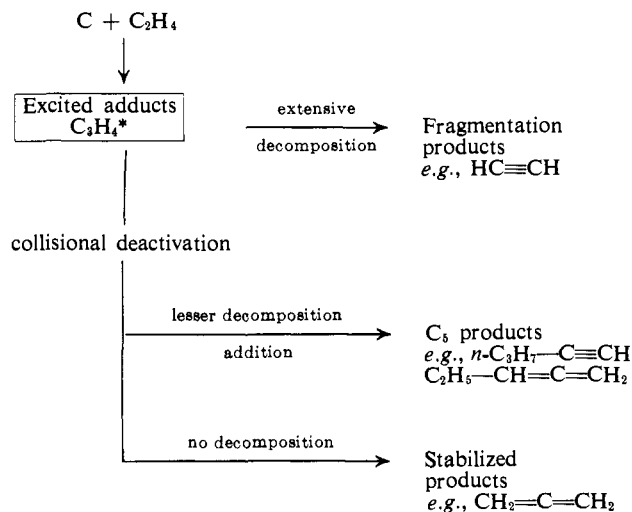 C + C₂H₄
Excited adducts
C₃H₄*
extensive
decomposition
Fragmentation
products
e.g., HC≡CH
collisional deactivation
lesser decomposition
addition
C₅ products
e.g., n-C₃H₇—C≡CH
C₂H₅—CH=C=CH₂
no decomposition
Stabilized
products
e.g., CH₂=C=CH₂